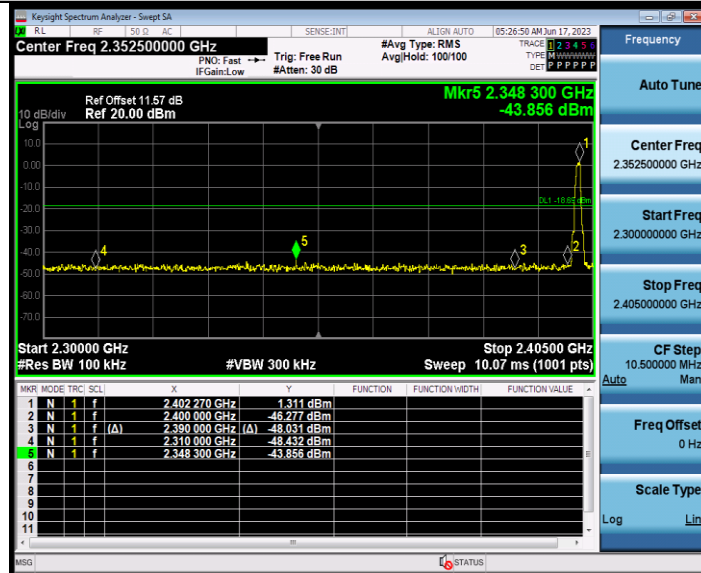 Keysight Spectrum Analyzer - Swept SA
RL RF 50 Ω AC SENSE:INT ALIGN AUTO 05:26:50 AM Jun 17, 2023
Center Freq 2.352500000 GHz
PNO: Fast
IFGain:Low
Trig: Free Run
#Atten: 30 dB
#Avg Type: RMS
Avg|Hold: 100/100
TRACE 1 2 3 4 5 6
TYPE M WWWWW
DET P P P P P P
Ref Offset 11.57 dB
Ref 20.00 dBm
10 dB/div
Log
Mkr5 2.348 300 GHz
-43.856 dBm
10.0
0.00
-10.0
-20.0
-30.0
-40.0
-50.0
-60.0
-70.0
1
2
3
4
5
Start 2.30000 GHz
Stop 2.40500 GHz
#Res BW 100 kHz
#VBW 300 kHz
Sweep 10.07 ms (1001 pts)
MKR MODE TRC SCL X Y FUNCTION FUNCTION WIDTH FUNCTION VALUE
1 N 1 f 2.402 270 GHz 1.311 dBm
2 N 1 f 2.400 000 GHz -46.277 dBm
3 N 1 f (Δ) 2.390 000 GHz (Δ) -48.031 dBm
4 N 1 f 2.310 000 GHz -48.432 dBm
5 N 1 f 2.348 300 GHz -43.856 dBm
6
7
8
9
10
11
MSG
STATUS
Frequency
Auto Tune
Center Freq
2.352500000 GHz
Start Freq
2.300000000 GHz
Stop Freq
2.405000000 GHz
CF Step
10.500000 MHz
Auto Man
Freq Offset
0 Hz
Scale Type
Log Lin